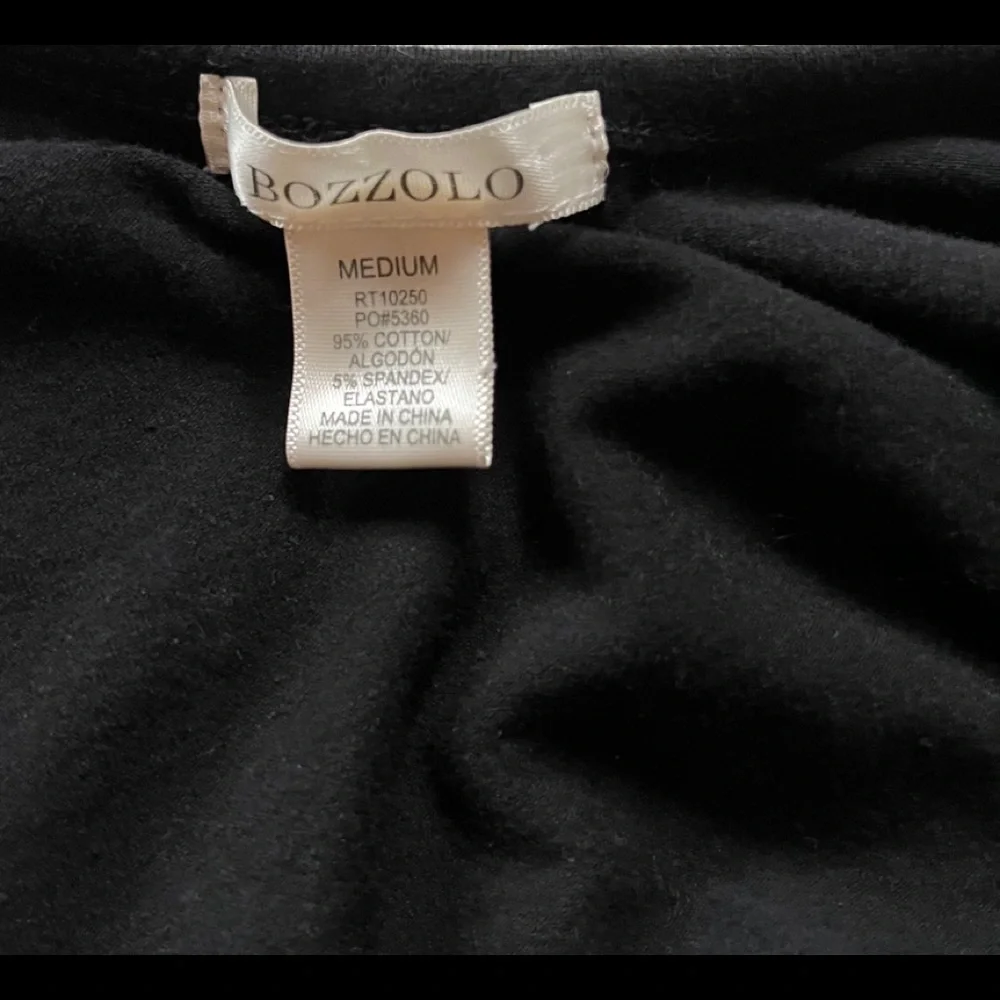 BOZZOLO
MEDIUM
RT10250
PO#5360
95% COTTON/
ALGODÓN
5% SPANDEX/
ELASTANO
MADE IN CHINA
HECHO EN CHINA